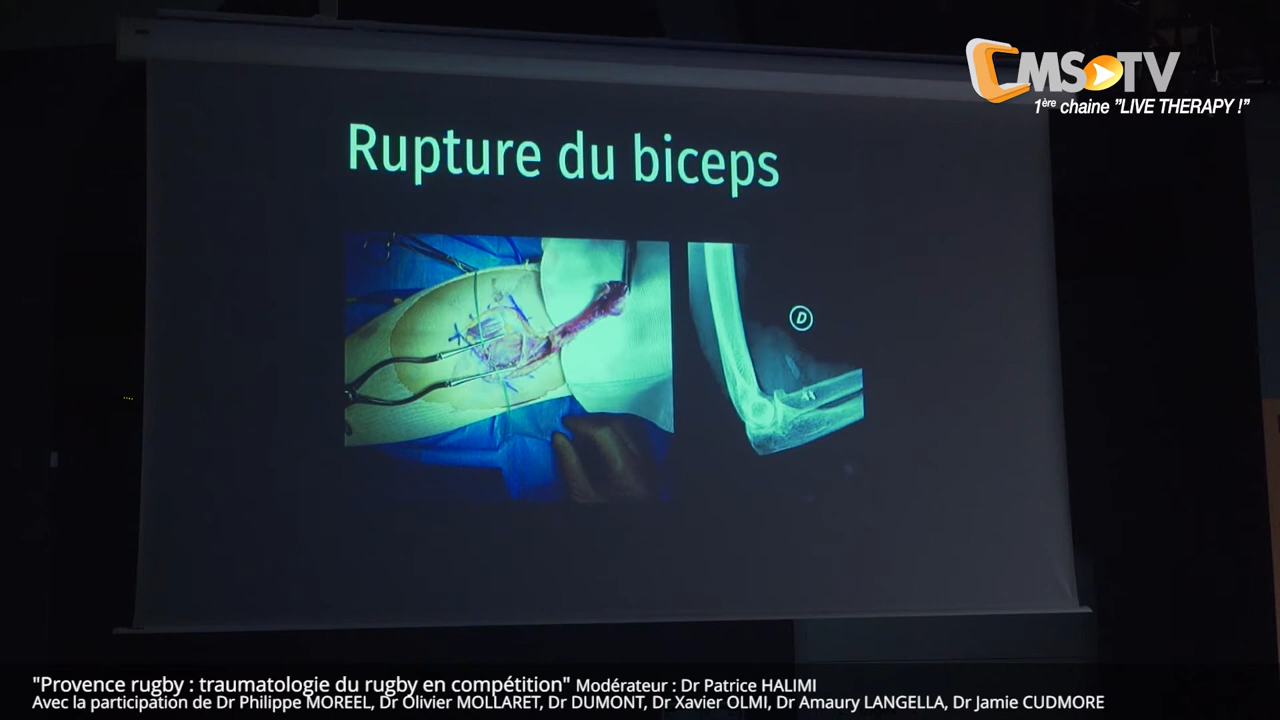 CMS TV
1ère chaine "LIVE THERAPY !"
Rupture du biceps
D
"Provence rugby : traumatologie du rugby en compétition" Modérateur : Dr Patrice HALIMI
Avec la participation de Dr Philippe MOREEL, Dr Olivier MOLLARET, Dr DUMONT, Dr Xavier OLMI, Dr Amaury LANGELLA, Dr Jamie CUDMORE